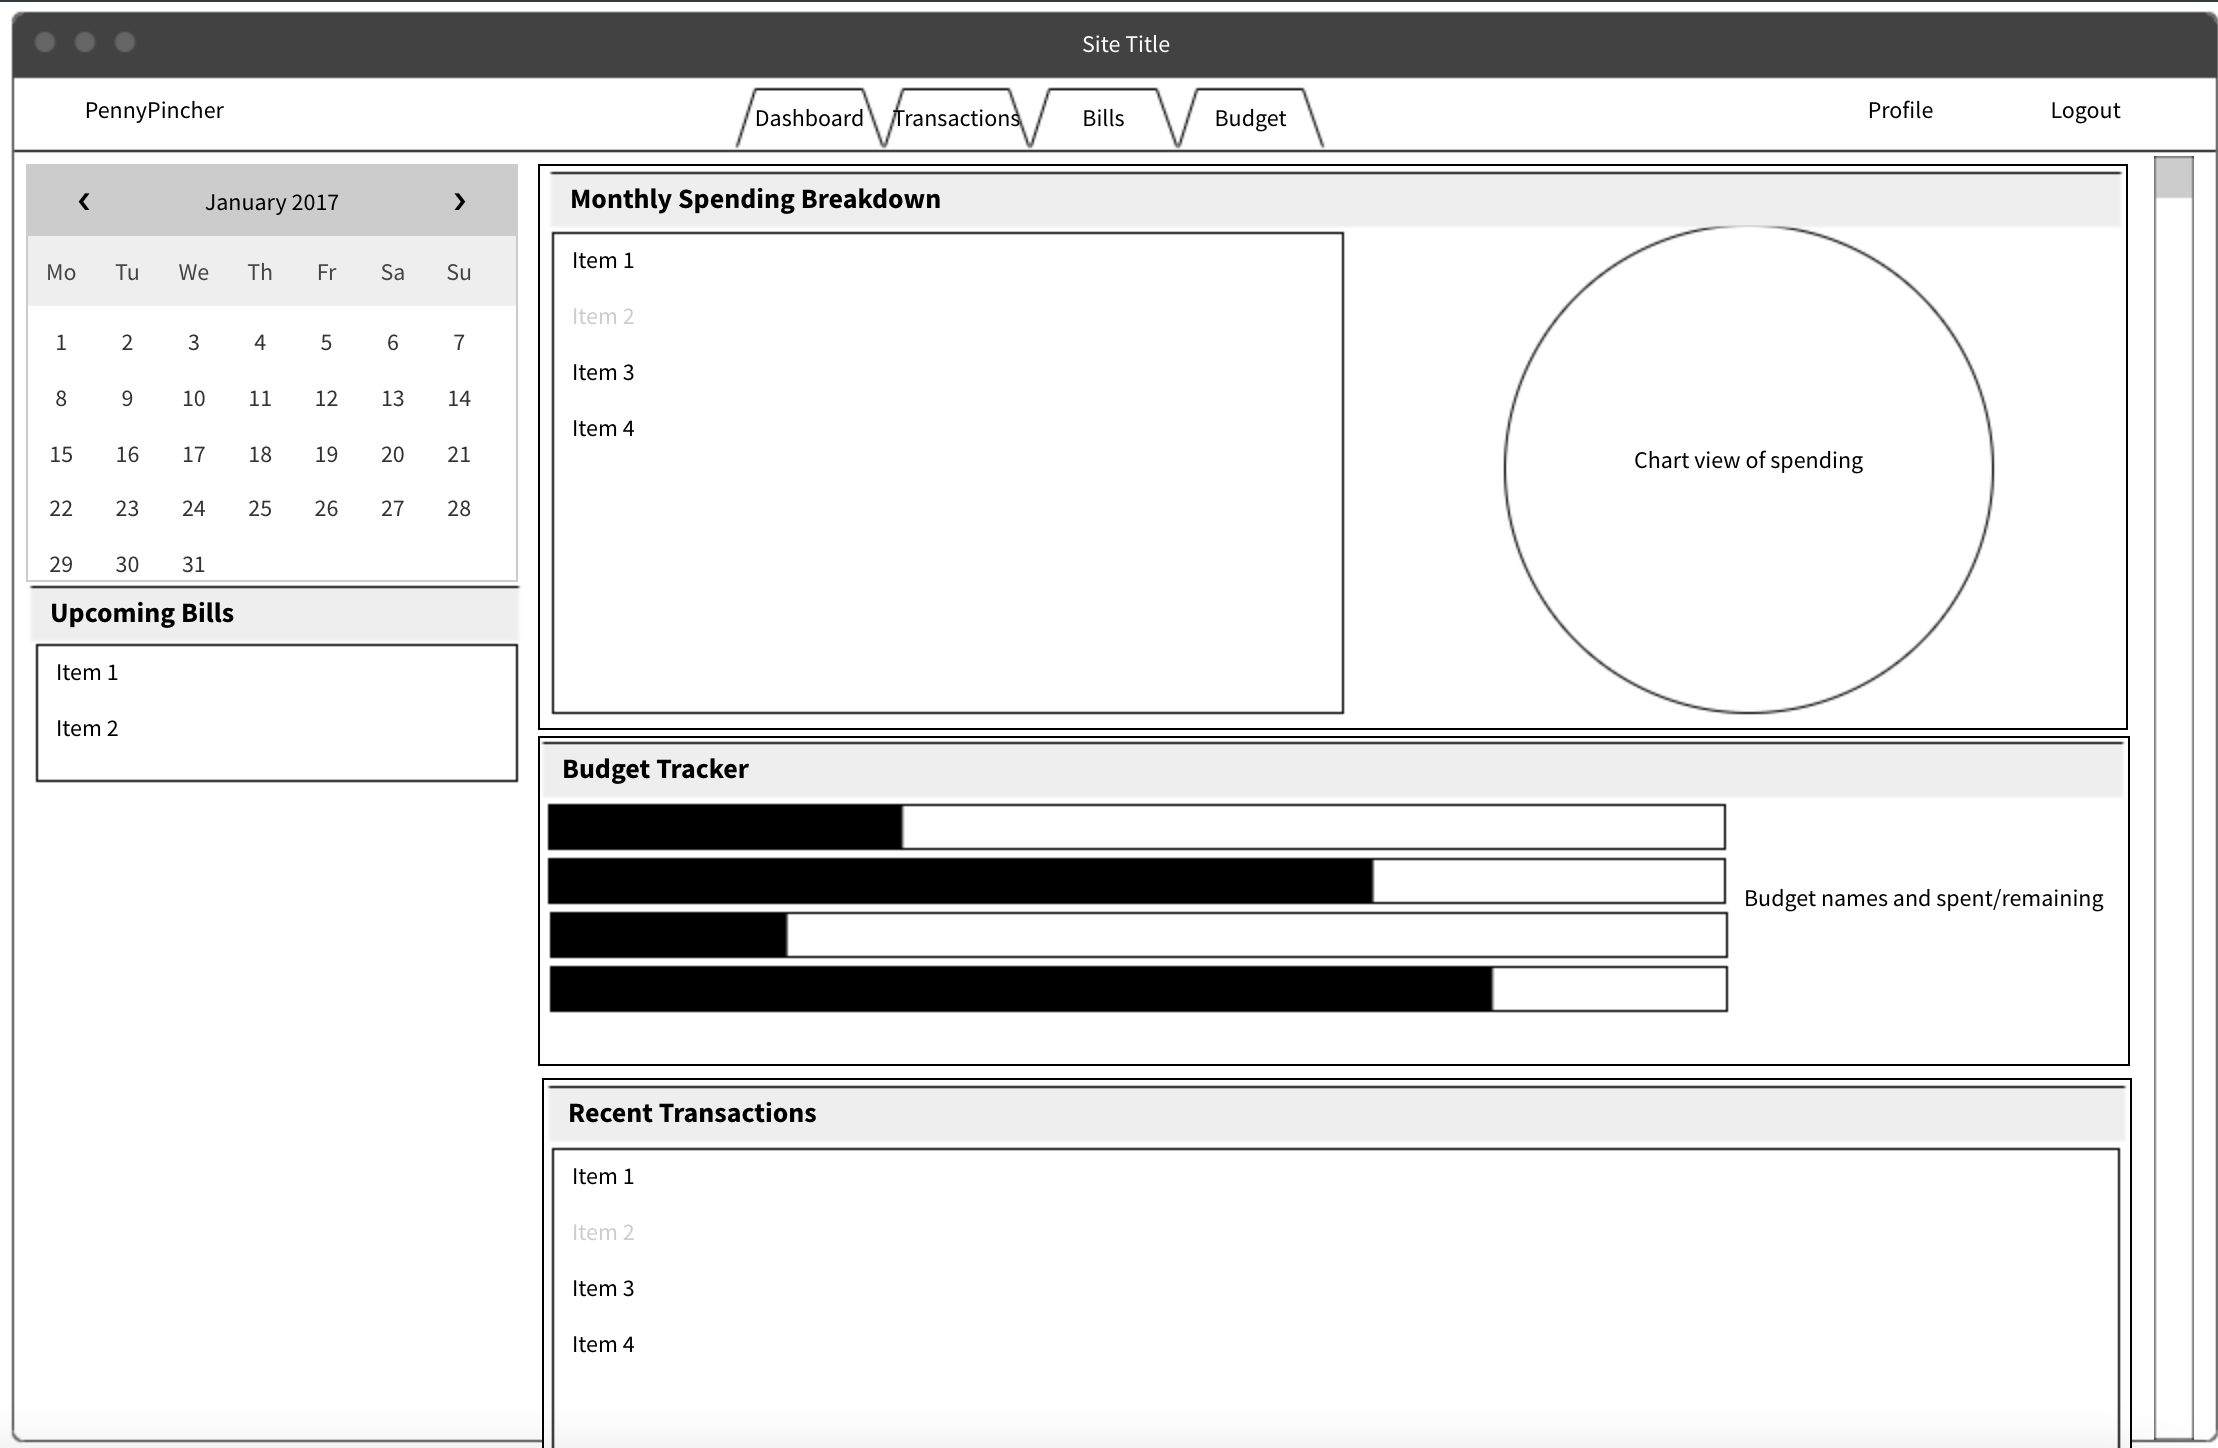 Site Title
PennyPincher
Dashboard Transactions Bills Budget
Profile Logout
❮ January 2017 ❯
Mo Tu We Th Fr Sa Su
1 2 3 4 5 6 7
8 9 10 11 12 13 14
15 16 17 18 19 20 21
22 23 24 25 26 27 28
29 30 31
Upcoming Bills
Item 1
Item 2
Monthly Spending Breakdown
Item 1
Item 2
Item 3
Item 4
Chart view of spending
Budget Tracker
Budget names and spent/remaining
Recent Transactions
Item 1
Item 2
Item 3
Item 4